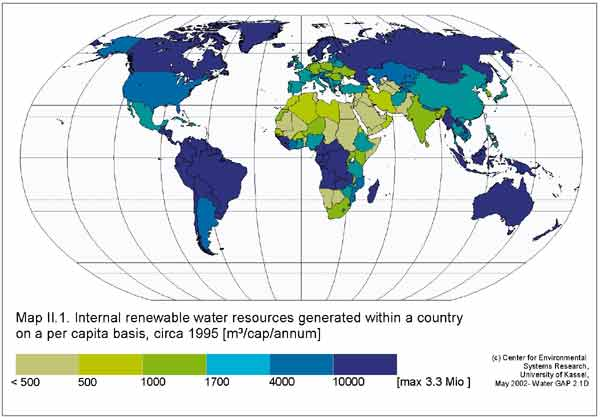 Map II.1. Internal renewable water resources generated within a country
on a per capita basis, circa 1995 [m³/cap/annum]
< 500 500 1000 1700 4000 10000 [max 3.3 Mio ]
(c) Center for Environmental
Systems Research,
University of Kassel,
May 2002- Water GAP 2.1D